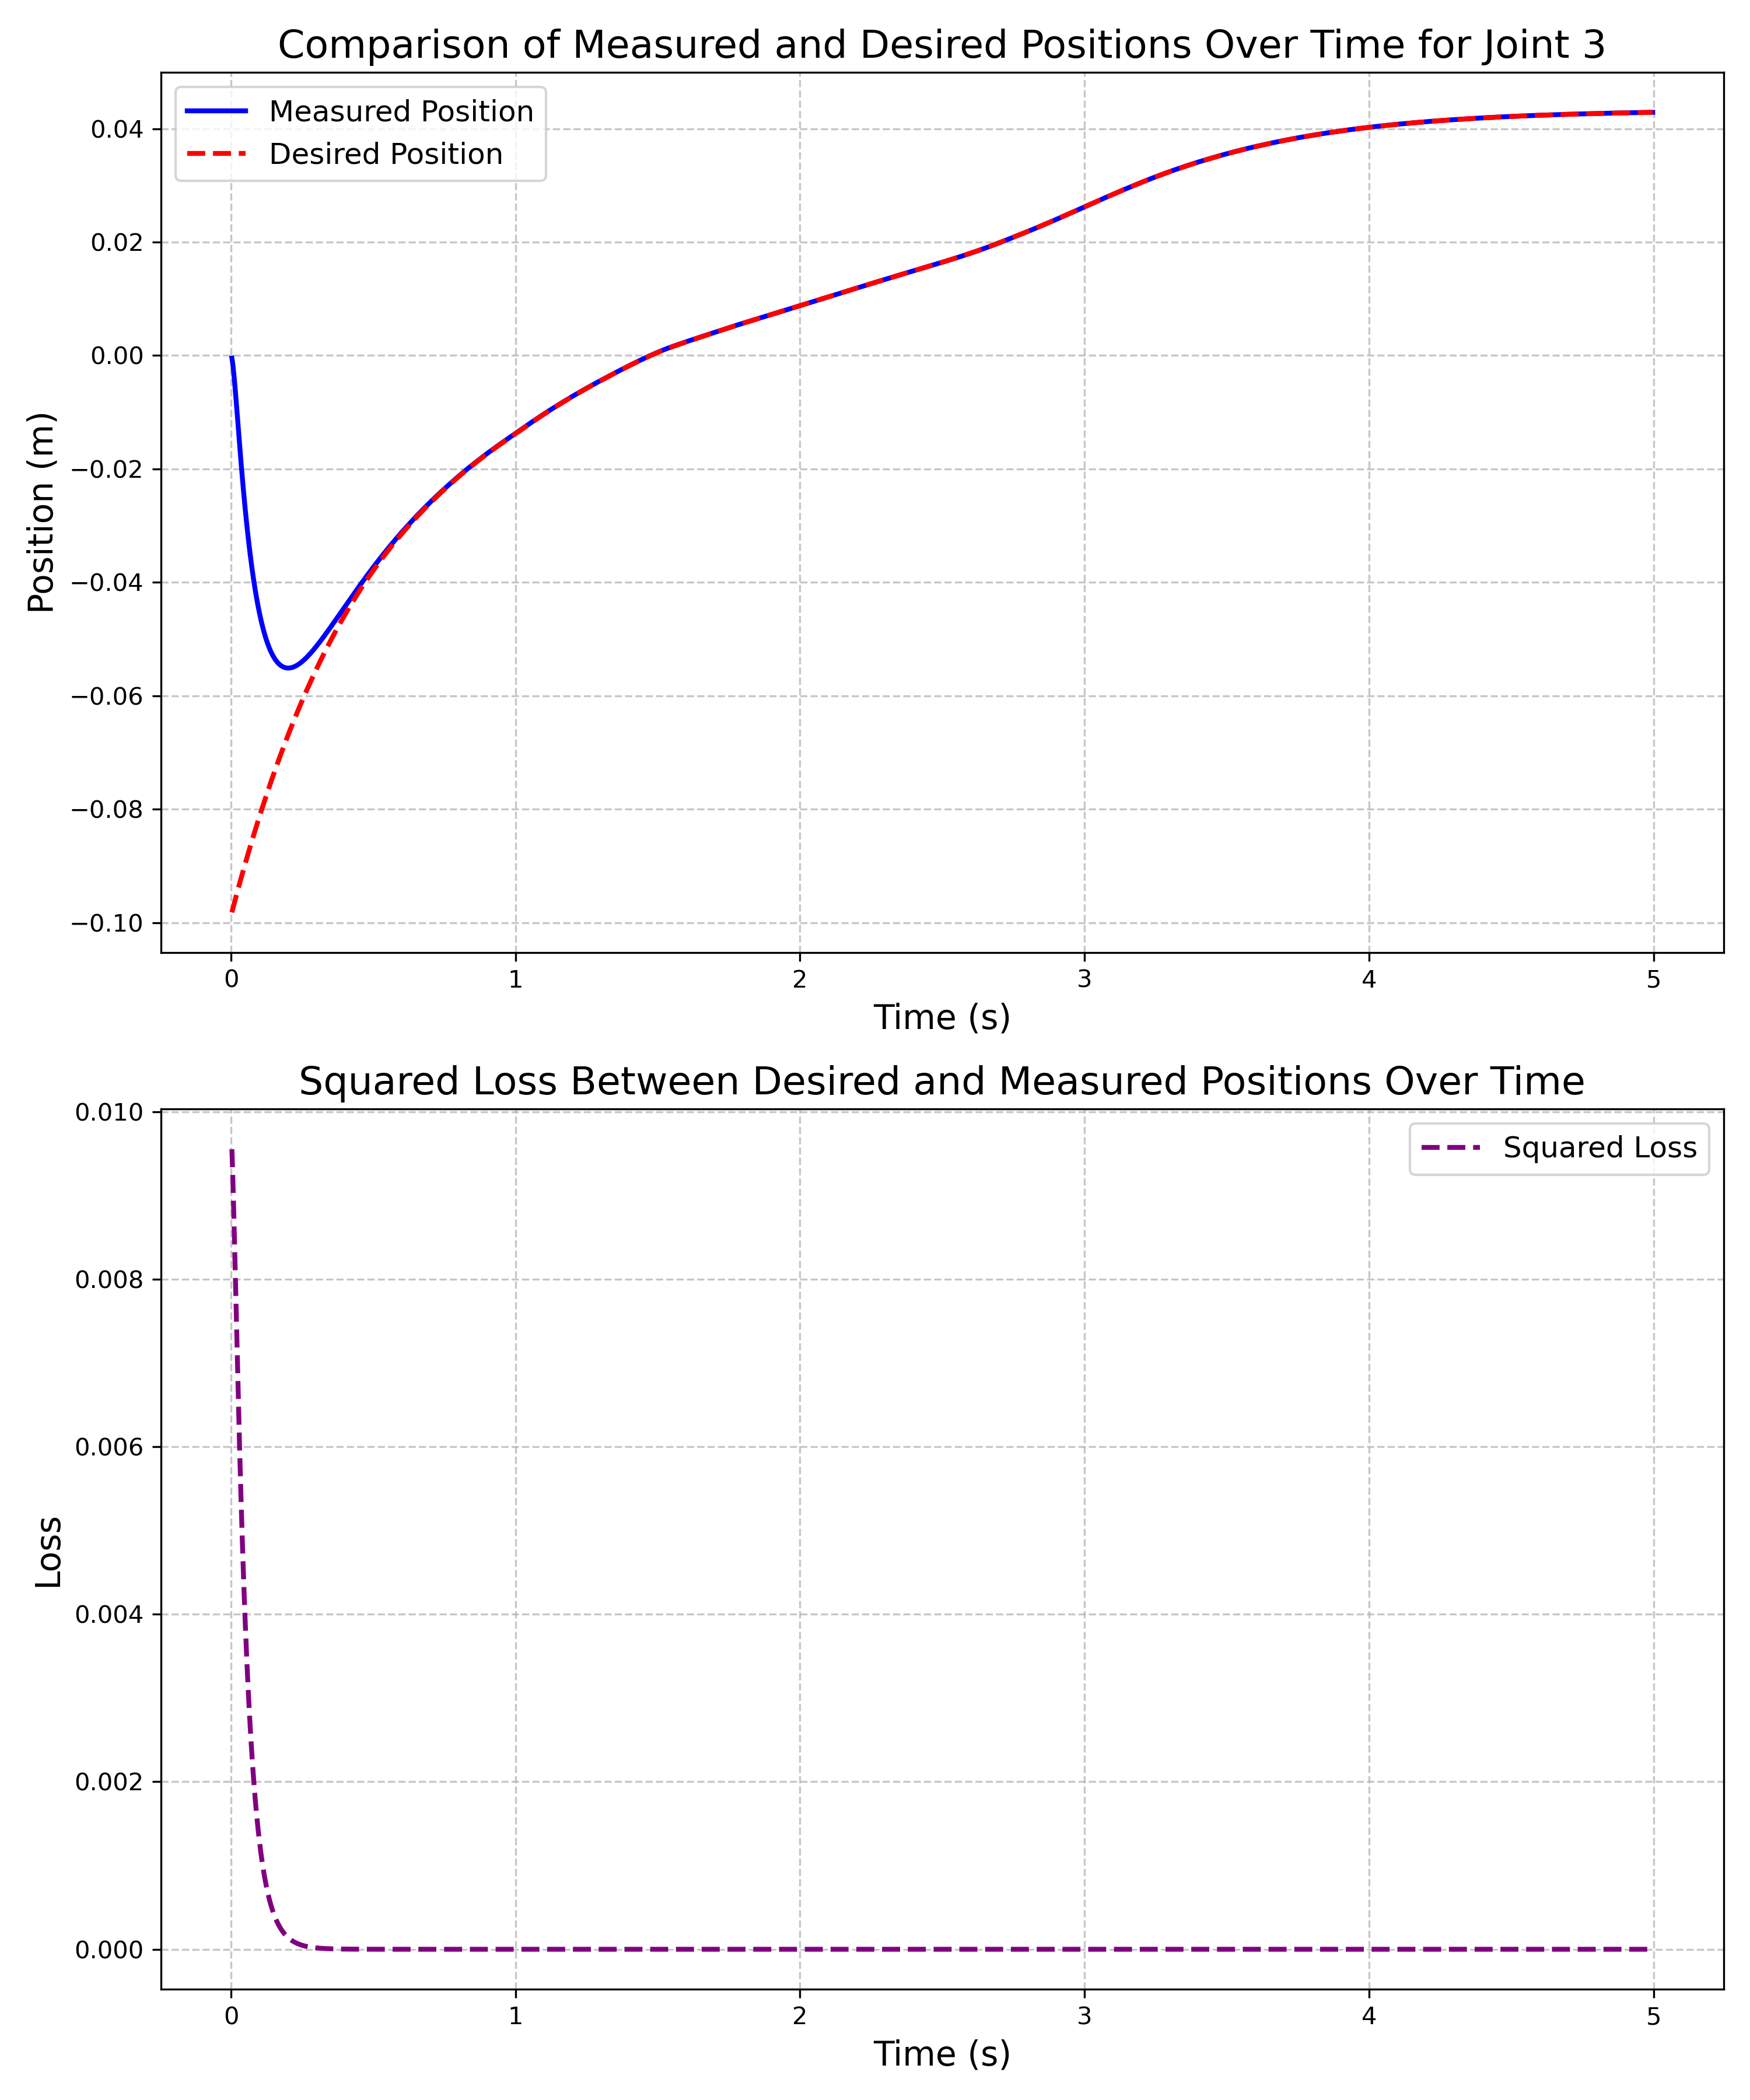 Comparison of Measured and Desired Positions Over Time for Joint 3
Measured Position
Desired Position
Position (m)
0.04
0.02
0.00
−0.02
−0.04
−0.06
−0.08
−0.10
0 1 2 3 4 5
Time (s)
Squared Loss Between Desired and Measured Positions Over Time
Squared Loss
Loss
0.010
0.008
0.006
0.004
0.002
0.000
0 1 2 3 4 5
Time (s)